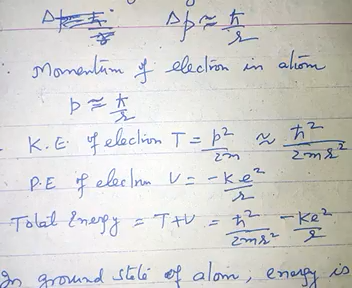 Δp ≈ ħ/r
Momentum of electron in atom
p ≈ ħ/r
K.E. of electron T = p²/2m ≈ ħ²/2mr²
P.E of electron V = -Ke²/r
Total Energy = T+V = ħ²/2mr² - Ke²/r
In ground state of atom, energy is